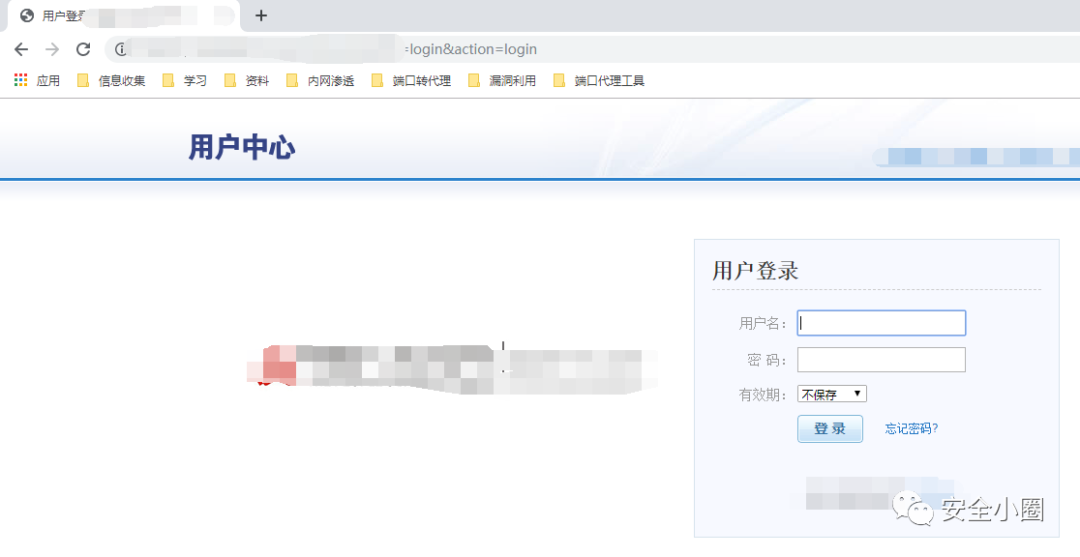 用户登
=login&action=login
应用 信息收集 学习 资料 内网渗透 端口转代理 漏洞利用 端口代理工具
用户中心
用户登录
用户名：
密 码：
有效期： 不保存
登 录 忘记密码?
安全小圈